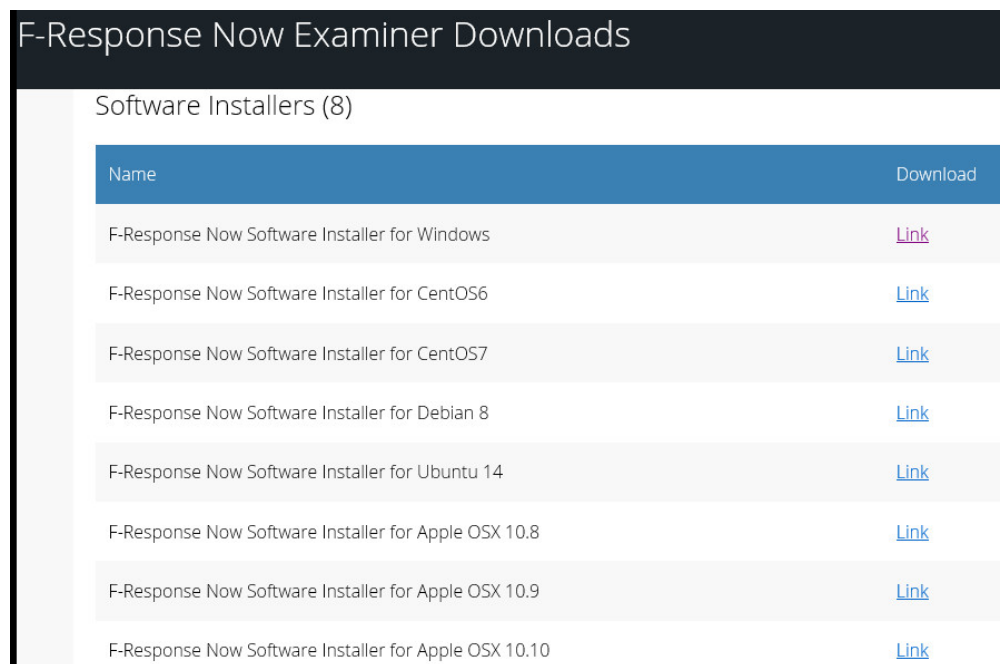 F-Response Now Examiner Downloads
Software Installers (8)
Name Download
F-Response Now Software Installer for Windows Link
F-Response Now Software Installer for CentOS6 Link
F-Response Now Software Installer for CentOS7 Link
F-Response Now Software Installer for Debian 8 Link
F-Response Now Software Installer for Ubuntu 14 Link
F-Response Now Software Installer for Apple OSX 10.8 Link
F-Response Now Software Installer for Apple OSX 10.9 Link
F-Response Now Software Installer for Apple OSX 10.10 Link